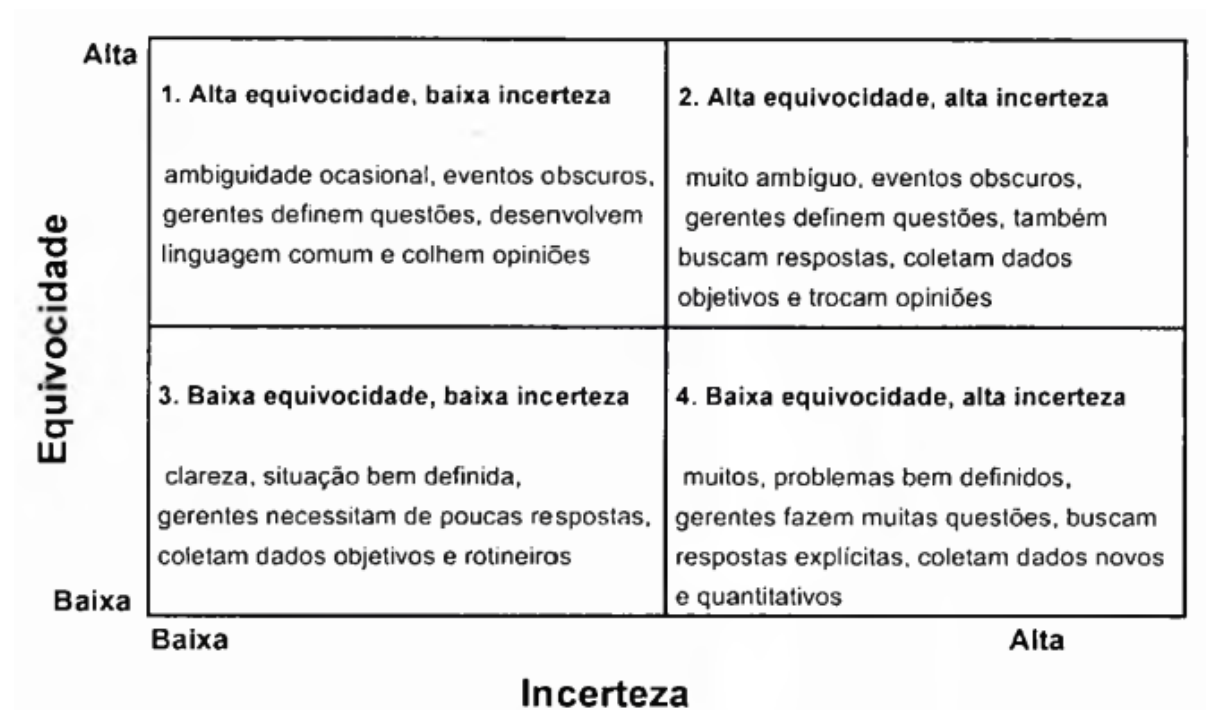 Alta
1. Alta equivocidade, baixa incerteza
ambiguidade ocasional, eventos obscuros,
gerentes definem questões, desenvolvem
linguagem comum e colhem opiniões
2. Alta equivocidade, alta incerteza
muito ambíguo, eventos obscuros,
gerentes definem questões, também
buscam respostas, coletam dados
objetivos e trocam opiniões
Equivocidade
3. Baixa equivocidade, baixa incerteza
clareza, situação bem definida,
gerentes necessitam de poucas respostas,
coletam dados objetivos e rotineiros
4. Baixa equivocidade, alta incerteza
muitos, problemas bem definidos,
gerentes fazem muitas questões, buscam
respostas explícitas, coletam dados novos
e quantitativos
Baixa
Baixa
Alta
Incerteza